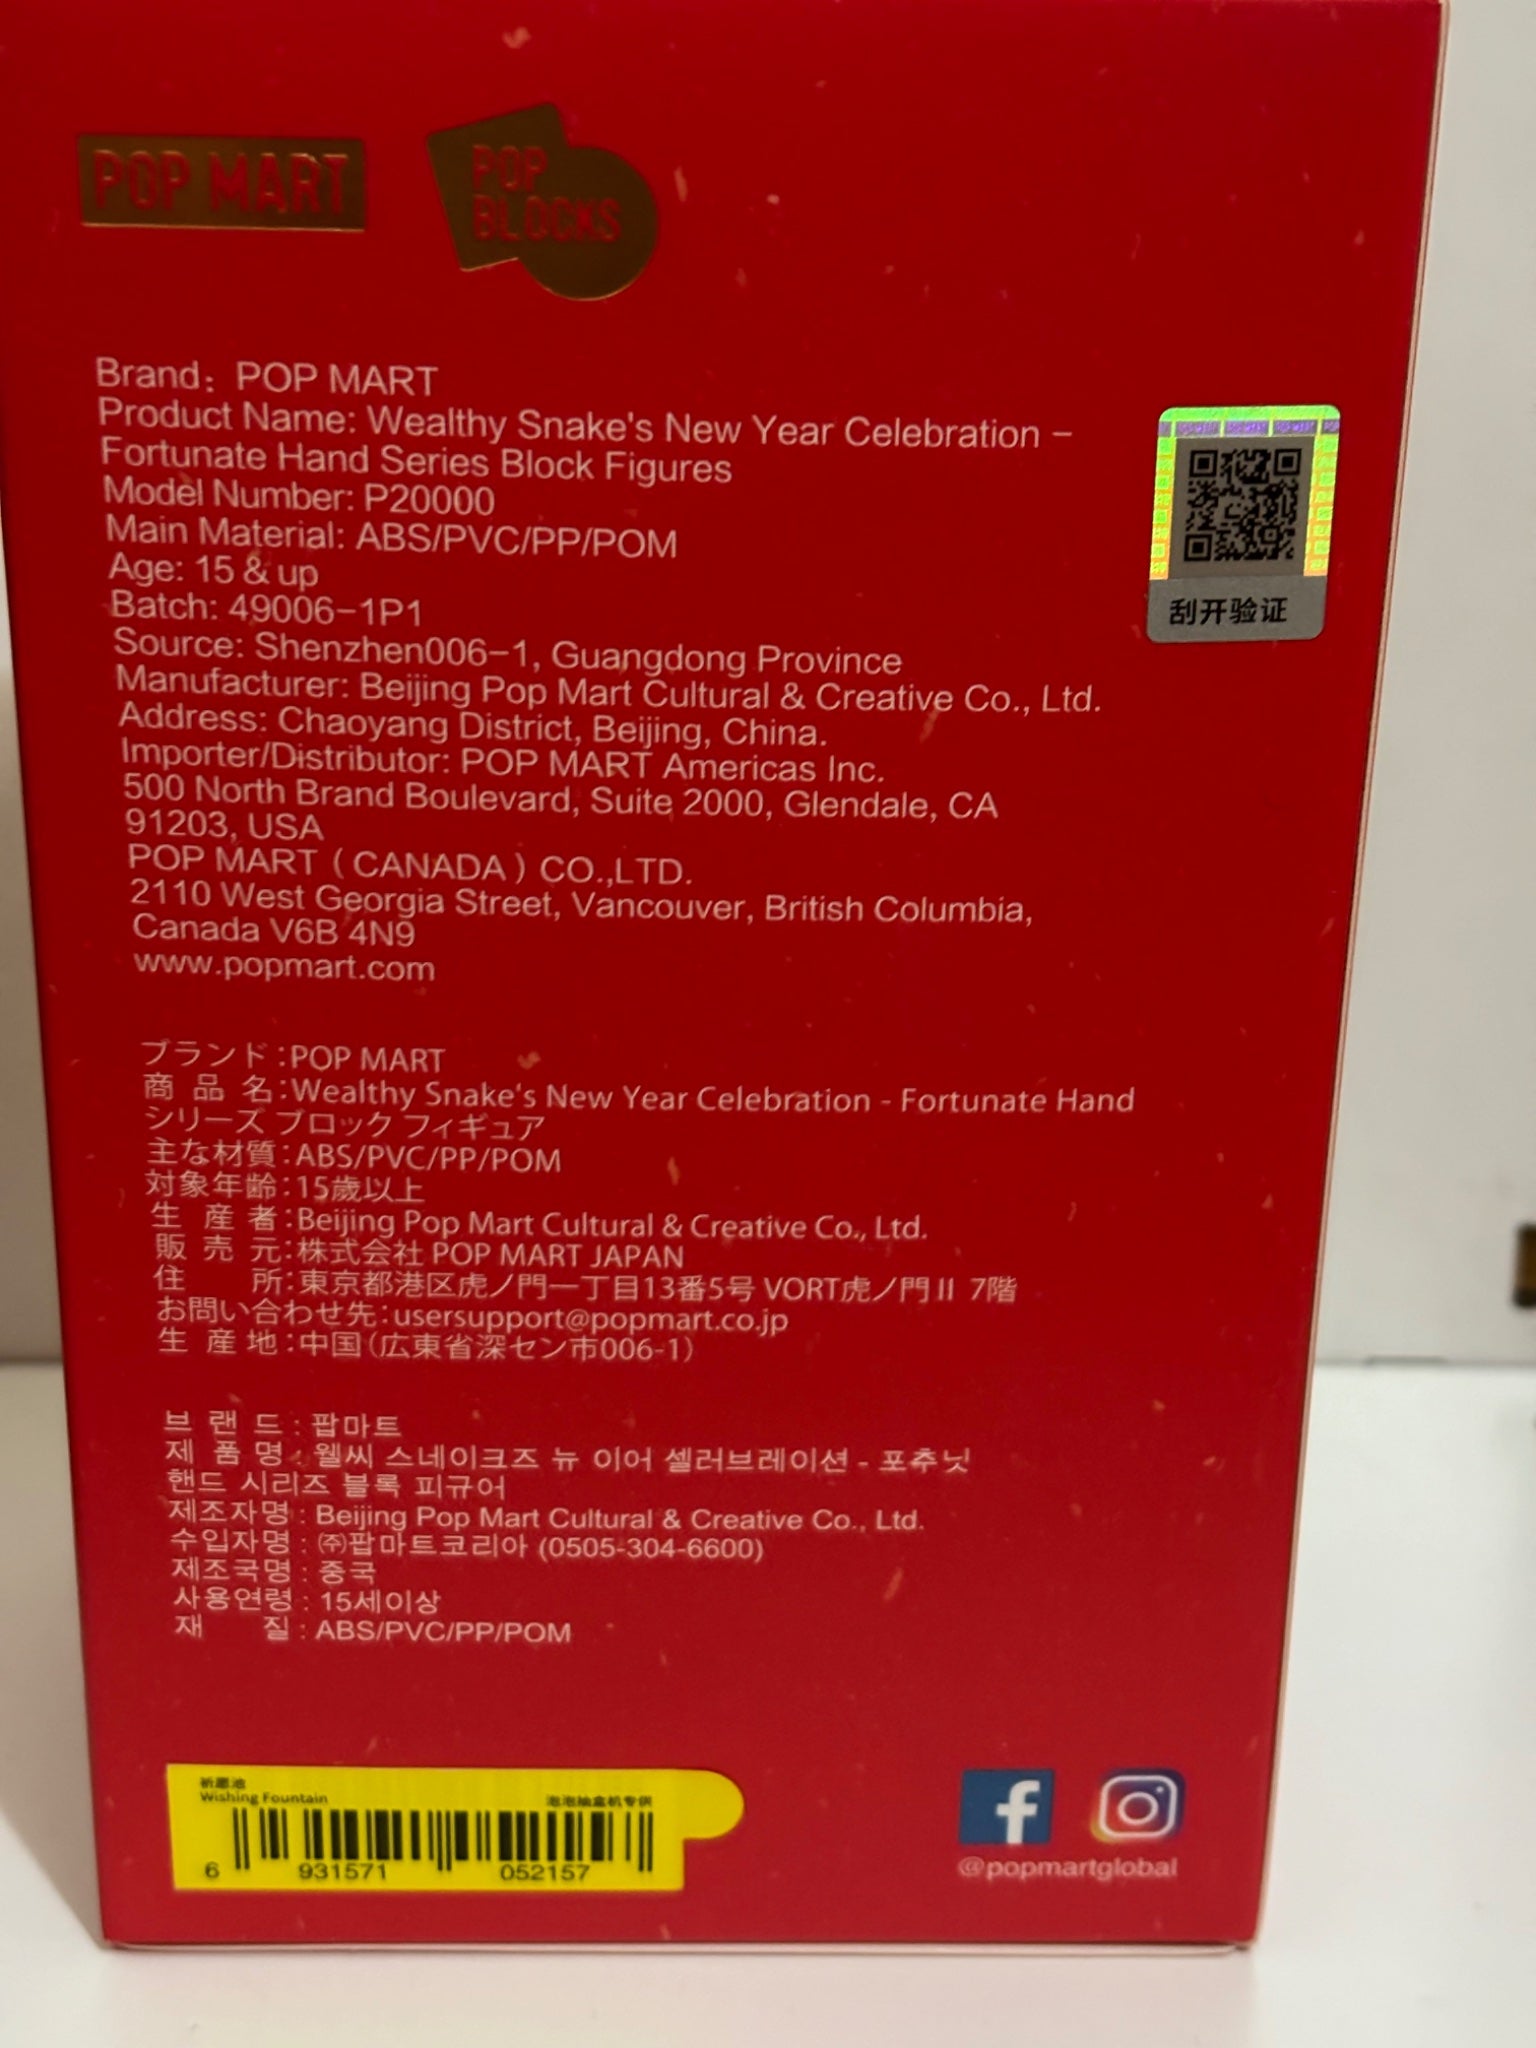 POP MART
POP
BLOCKS
Brand: POP MART
Product Name: Wealthy Snake's New Year Celebration –
Fortunate Hand Series Block Figures
Model Number: P20000
Main Material: ABS/PVC/PP/POM
Age: 15 & up
Batch: 49006-1P1
Source: Shenzhen006-1, Guangdong Province
Manufacturer: Beijing Pop Mart Cultural & Creative Co., Ltd.
Address: Chaoyang District, Beijing, China.
Importer/Distributor: POP MART Americas Inc.
500 North Brand Boulevard, Suite 2000, Glendale, CA
91203, USA
POP MART (CANADA) CO.,LTD.
2110 West Georgia Street, Vancouver, British Columbia,
Canada V6B 4N9
www.popmart.com
刮开验证
ブランド:POP MART
商品名:Wealthy Snake's New Year Celebration - Fortunate Hand
シリーズ ブロック フィギュア
主な材質:ABS/PVC/PP/POM
対象年齢:15歳以上
生産者:Beijing Pop Mart Cultural & Creative Co., Ltd.
販売元:株式会社 POP MART JAPAN
住所:東京都港区虎ノ門一丁目13番5号 VORT虎ノ門II 7階
お問い合わせ先:usersupport@popmart.co.jp
生産地:中国(広東省深セン市006-1)
브랜드 : 팝마트
제품명 : 웰씨 스네이크즈 뉴 이어 셀러브레이션 - 포추닛
핸드 시리즈 블록 피규어
제조자명 : Beijing Pop Mart Cultural & Creative Co., Ltd.
수입자명 : ㈜팝마트코리아 (0505-304-6600)
제조국명 : 중국
사용연령 : 15세이상
재질 : ABS/PVC/PP/POM
祈愿池
Wishing Fountain
泡泡抽盒机专供
6 931571 052157
@popmartglobal